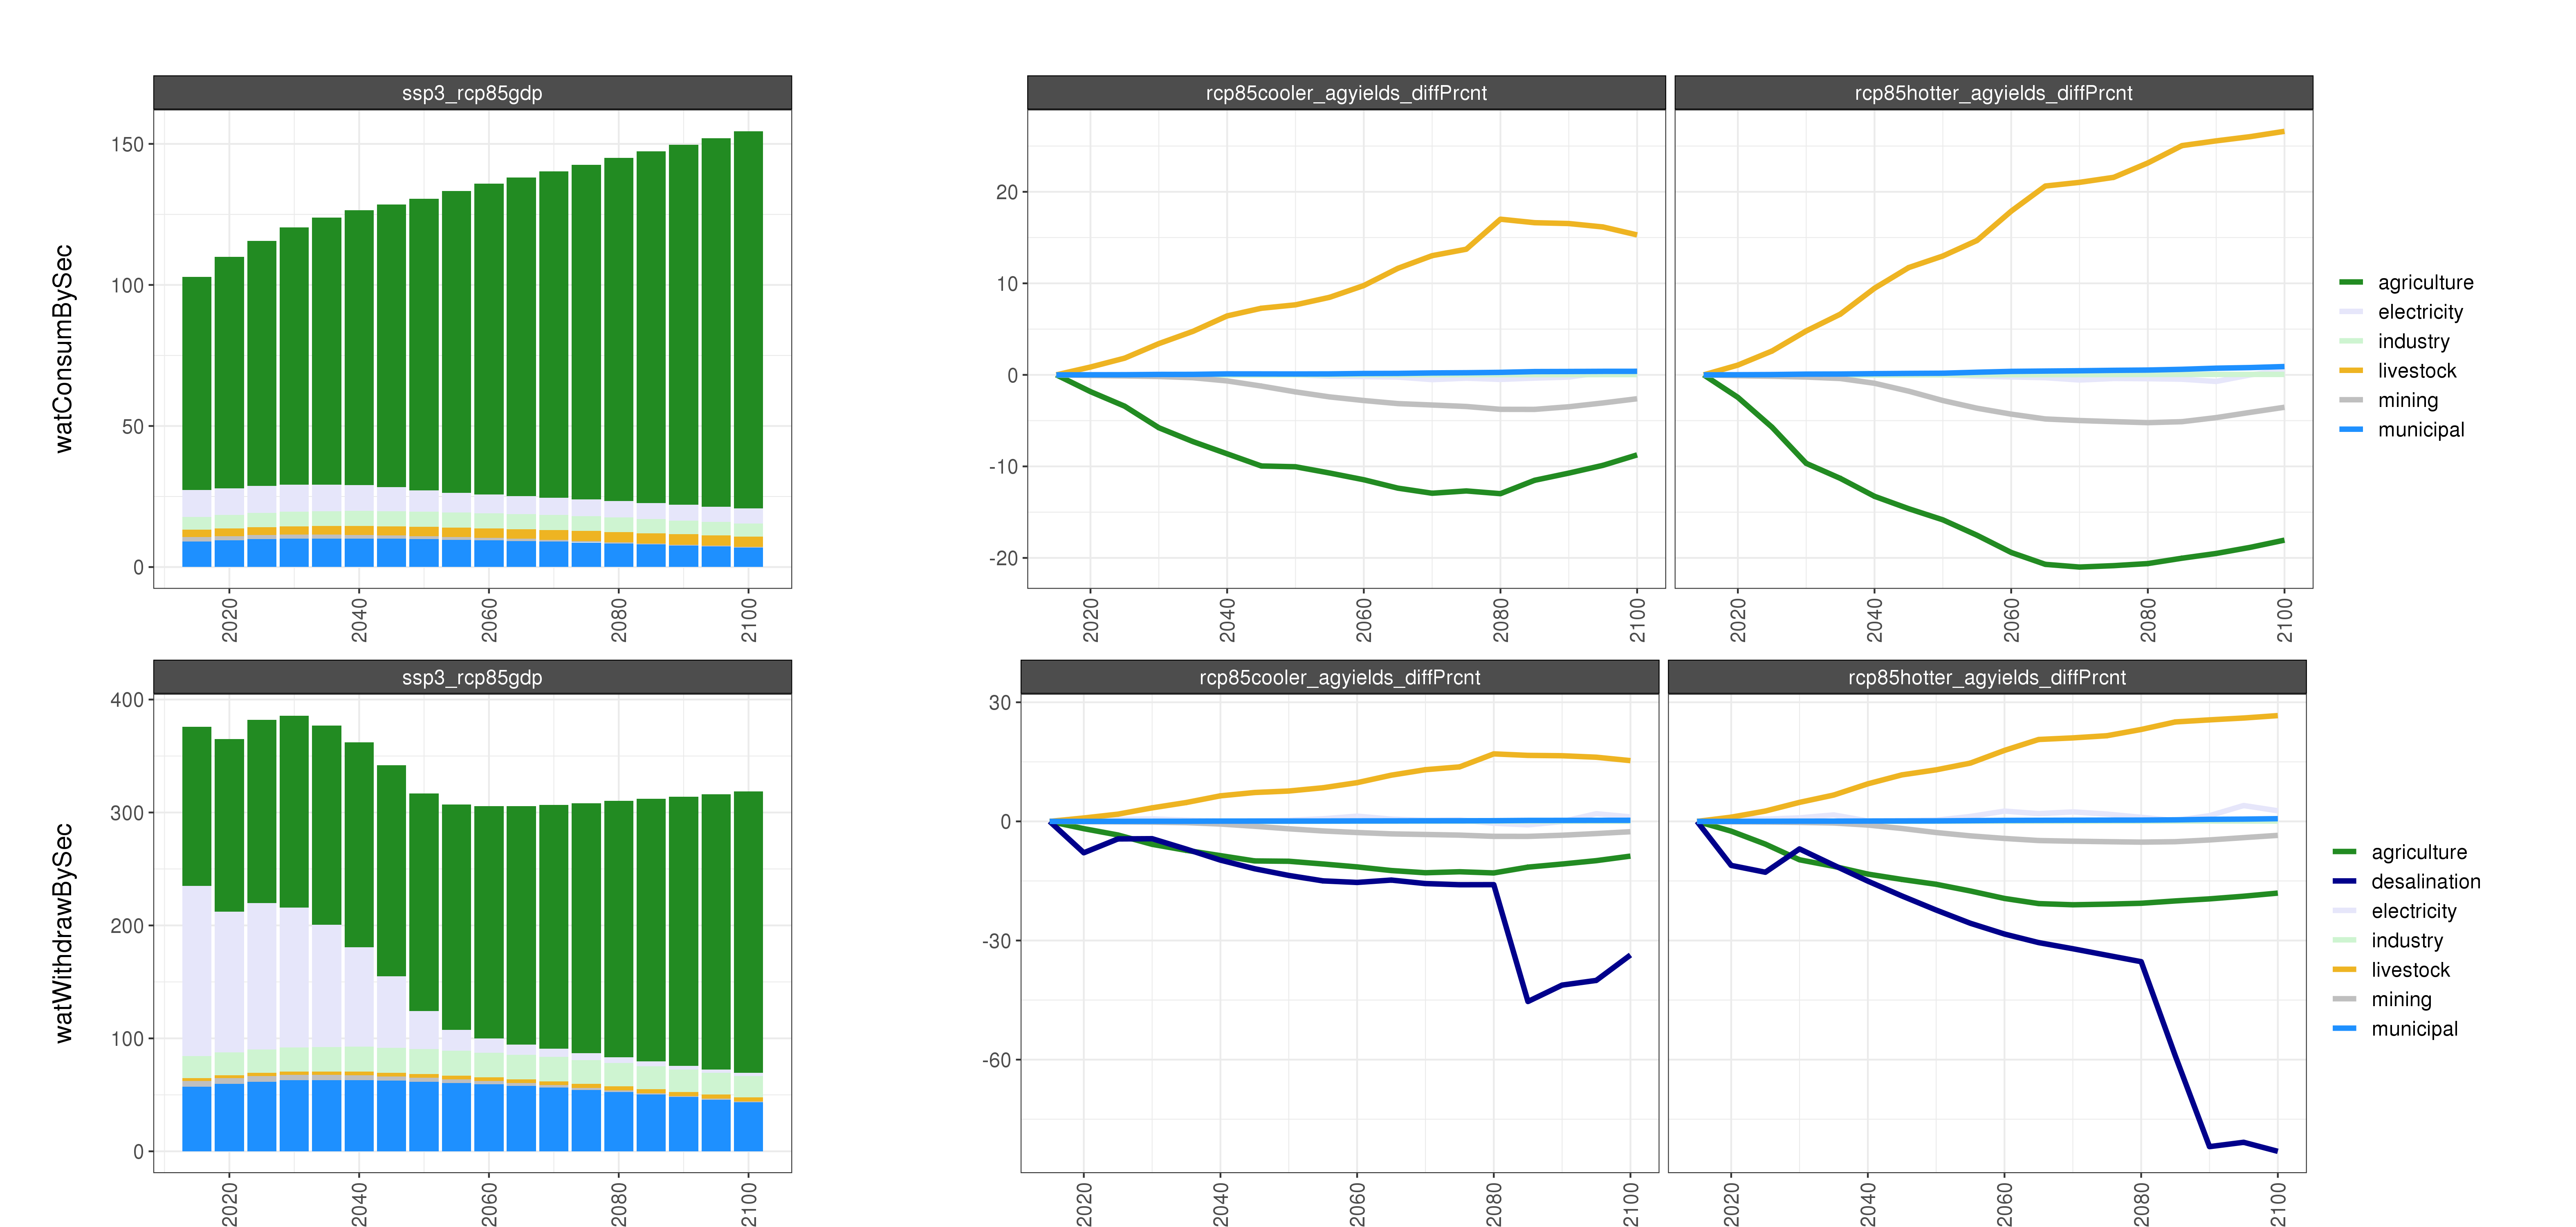 ssp3_rcp85gdp
rcp85cooler_agyields_diffPrcnt
rcp85hotter_agyields_diffPrcnt
watConsumBySec
150
100
50
0
20
10
0
-10
-20
2020 2040 2060 2080 2100
2020 2040 2060 2080 2100
2020 2040 2060 2080 2100
agriculture
electricity
industry
livestock
mining
municipal
ssp3_rcp85gdp
rcp85cooler_agyields_diffPrcnt
rcp85hotter_agyields_diffPrcnt
watWithdrawBySec
400
300
200
100
0
30
0
-30
-60
2020 2040 2060 2080 2100
2020 2040 2060 2080 2100
2020 2040 2060 2080 2100
agriculture
desalination
electricity
industry
livestock
mining
municipal